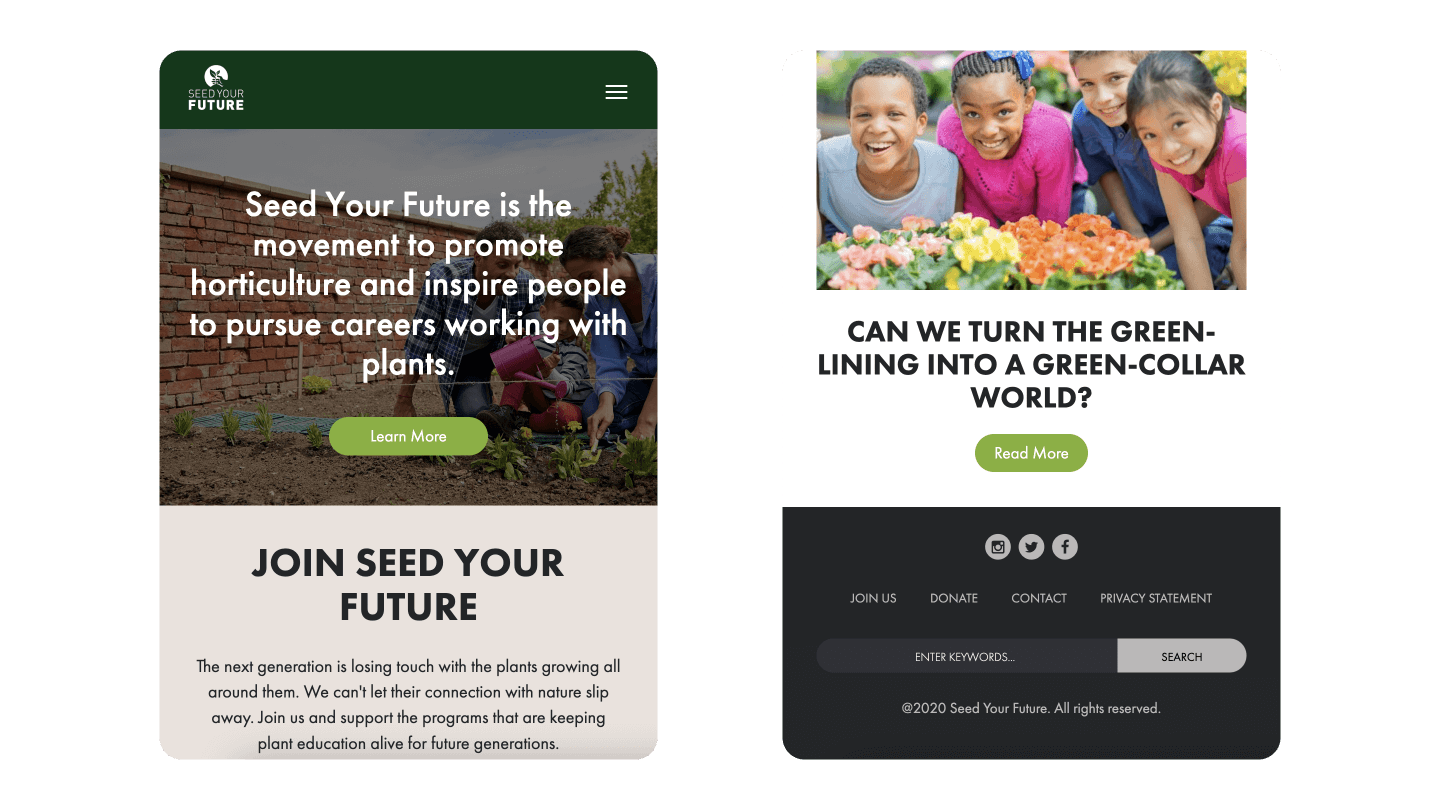 SEED YOUR
FUTURE
Seed Your Future is the
movement to promote
horticulture and inspire people
to pursue careers working with
plants.
Learn More
JOIN SEED YOUR
FUTURE
The next generation is losing touch with the plants growing all
around them. We can't let their connection with nature slip
away. Join us and support the programs that are keeping
plant education alive for future generations.
CAN WE TURN THE GREEN-
LINING INTO A GREEN-COLLAR
WORLD?
Read More
JOIN US DONATE CONTACT PRIVACY STATEMENT
ENTER KEYWORDS... SEARCH
@2020 Seed Your Future. All rights reserved.